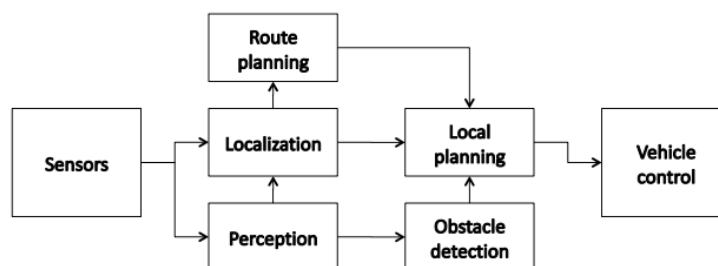 Route
planning
Sensors
Localization
Local
planning
Vehicle
control
Perception
Obstacle
detection